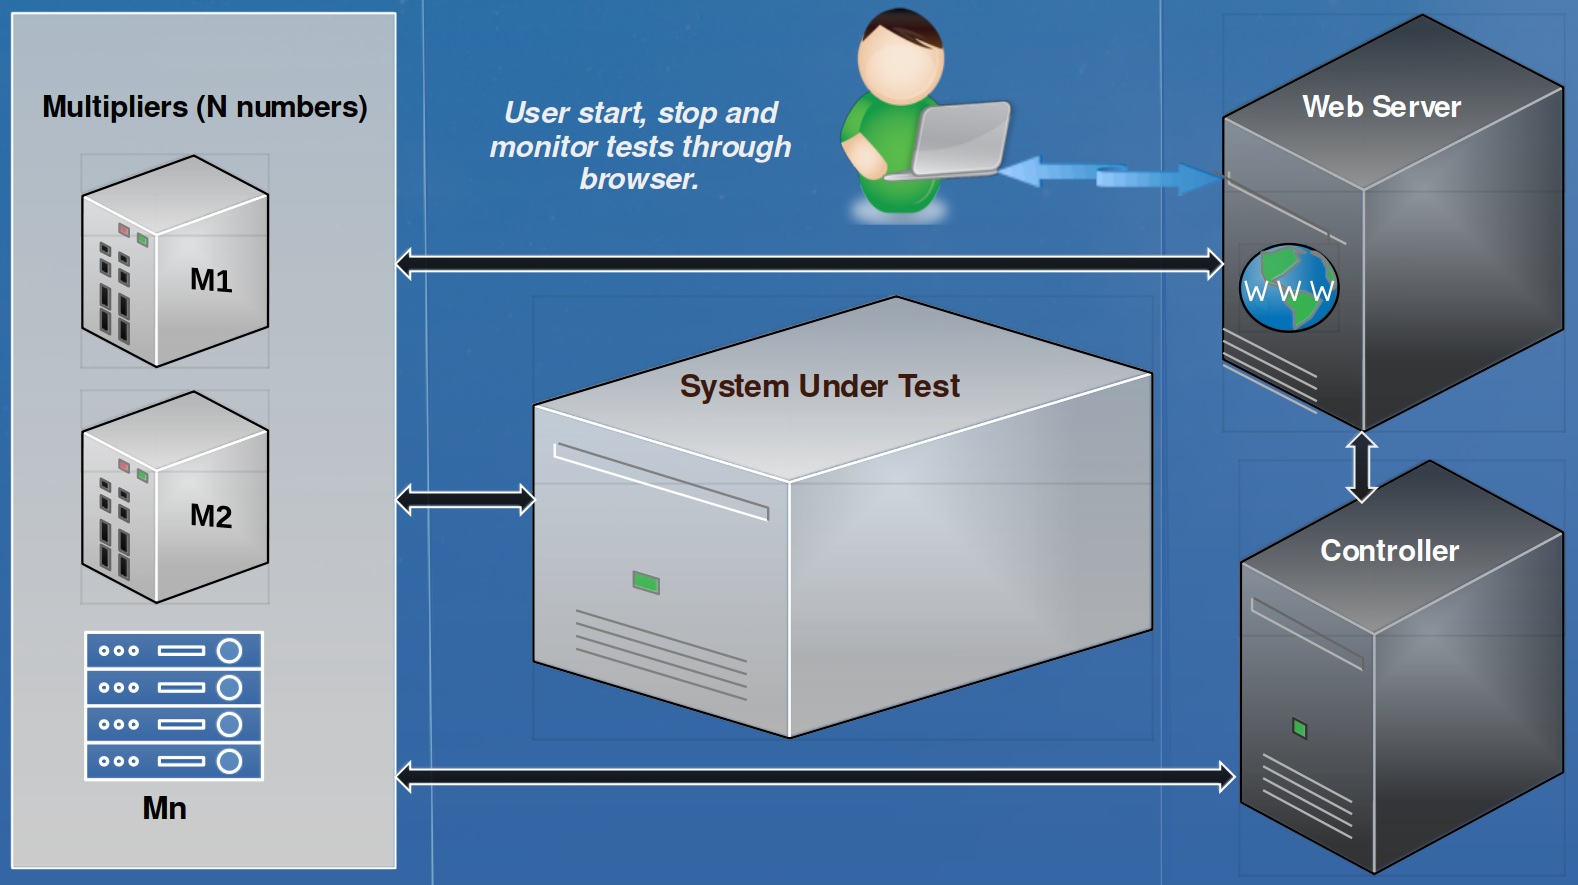 Multipliers (N numbers)
User start, stop and
monitor tests through
browser.
Web Server
M1
W W W
System Under Test
M2
Controller
Mn